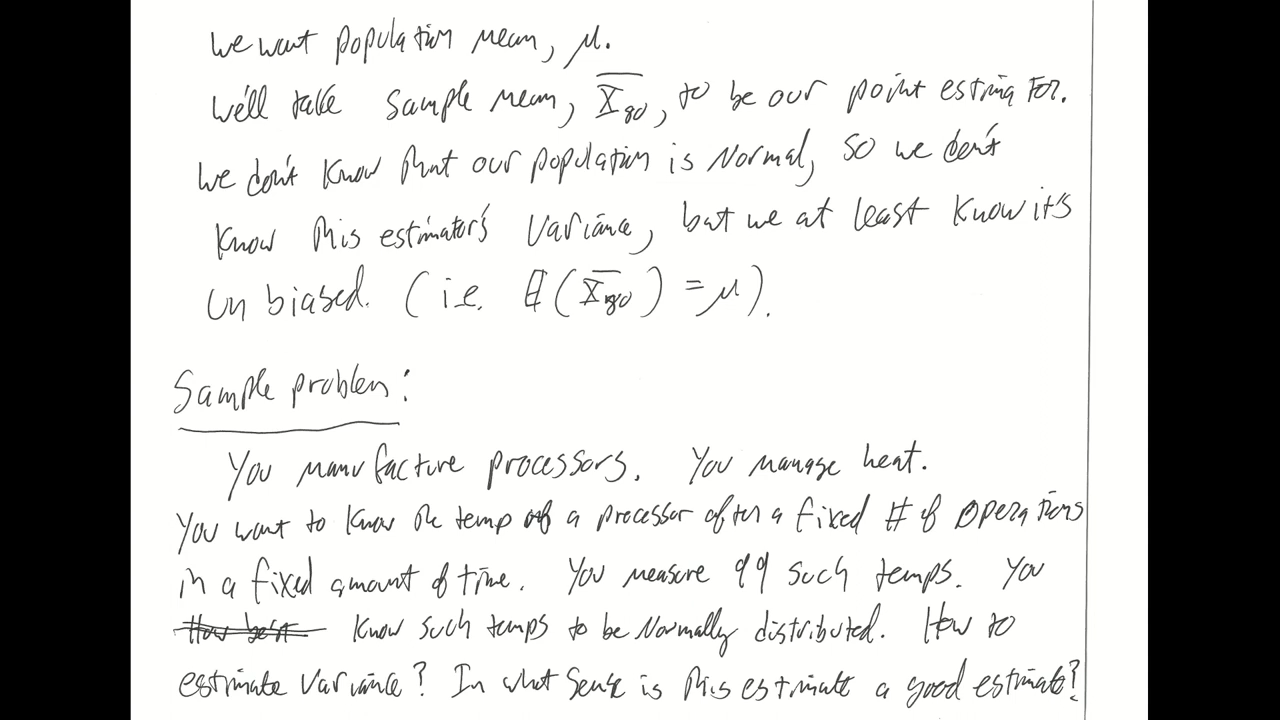 We want population mean, μ.
We'll take sample mean, X̄₈₀, to be our point estimator.
We don't know that our population is Normal, so we don't
know this estimator's variance, but we at least know it's
unbiased. (i.e. E(X̄₈₀) = μ).
Sample problem:
You manufacture processors. You manage heat.
You want to know the temp of a processor after a fixed # of operations
in a fixed amount of time. You measure 99 such temps. You
How best know such temps to be Normally distributed. How to
estimate variance? In what sense is this estimate a good estimate?